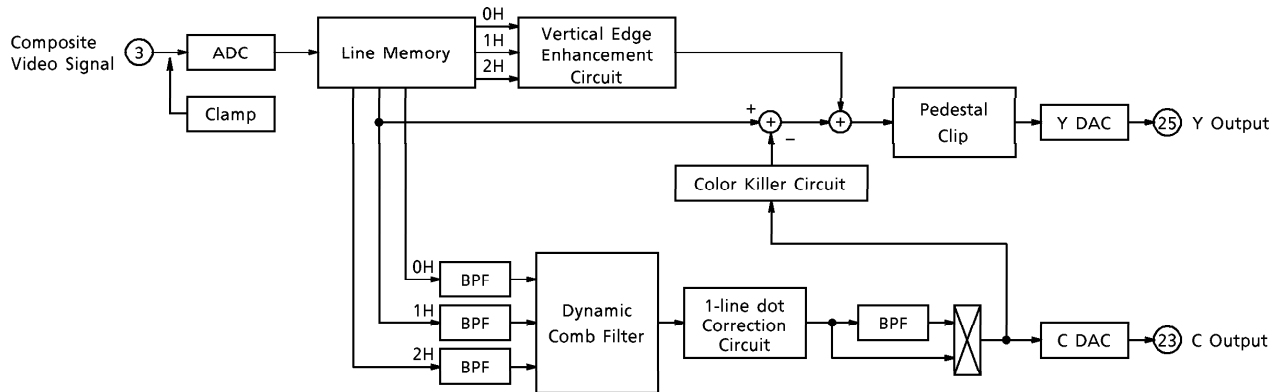 Composite
Video Signal
3
ADC
Clamp
Line Memory
0H
1H
2H
Vertical Edge
Enhancement
Circuit
+
+
−
+
Pedestal
Clip
Y DAC
25
Y Output
Color Killer Circuit
0H
BPF
1H
BPF
2H
BPF
Dynamic
Comb Filter
1-line dot
Correction
Circuit
BPF
C DAC
23
C Output